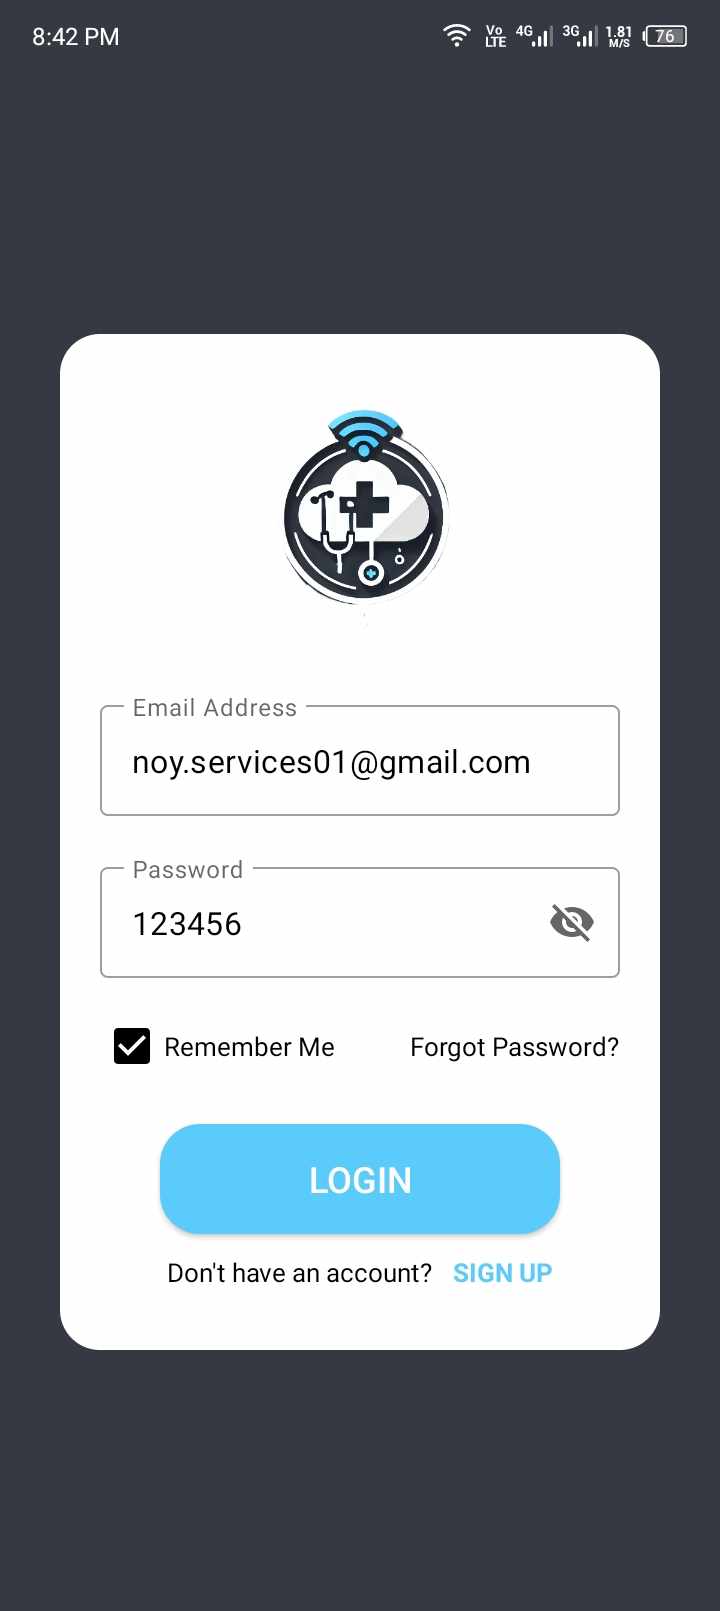 8:42 PM Vo LTE 4G 3G 1.81 M/S 76
Email Address
noy.services01@gmail.com
Password
123456
Remember Me Forgot Password?
LOGIN
Don't have an account? SIGN UP